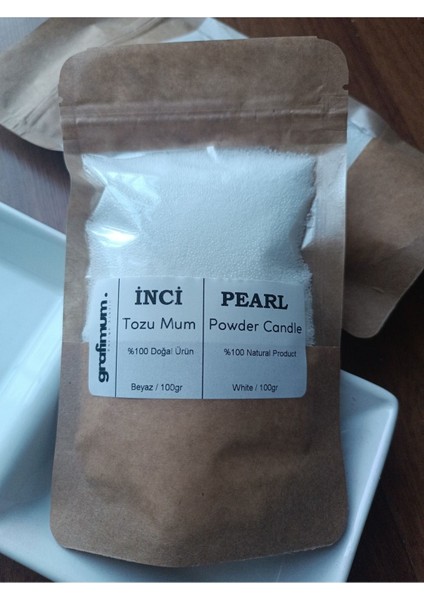 grafimum.
İNCİ
Tozu Mum
%100 Doğal Ürün
Beyaz / 100gr
PEARL
Powder Candle
%100 Natural Product
White / 100gr